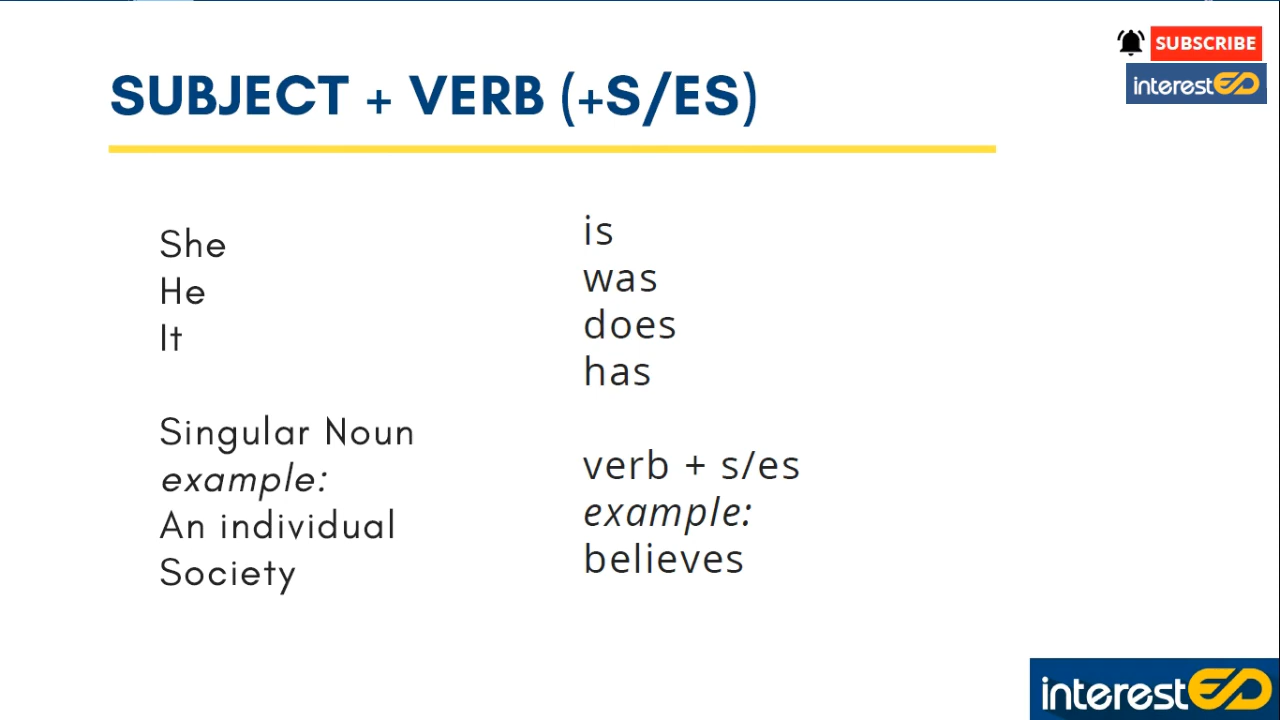 SUBSCRIBE
interestED
SUBJECT + VERB (+S/ES)
She
He
It
Singular Noun
example:
An individual
Society
is
was
does
has
verb + s/es
example:
believes
interestED